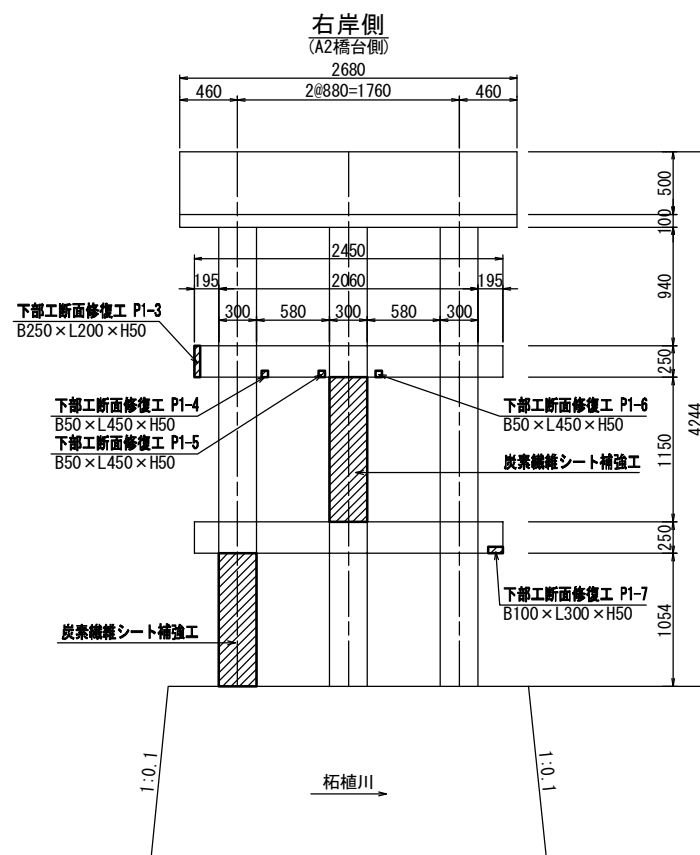 右岸側
(A2橋台側)
2680
460
2@880=1760
460
500
100
2450
195
2060
195
940
300
580
300
580
300
下部工断面修復工 P1-3
B250×L200×H50
250
下部工断面修復工 P1-4
B50×L450×H50
下部工断面修復工 P1-5
B50×L450×H50
下部工断面修復工 P1-6
B50×L450×H50
炭素繊維シート補強工
1150
4244
250
下部工断面修復工 P1-7
B100×L300×H50
炭素繊維シート補強工
1054
1:0.1
柘植川
1:0.1